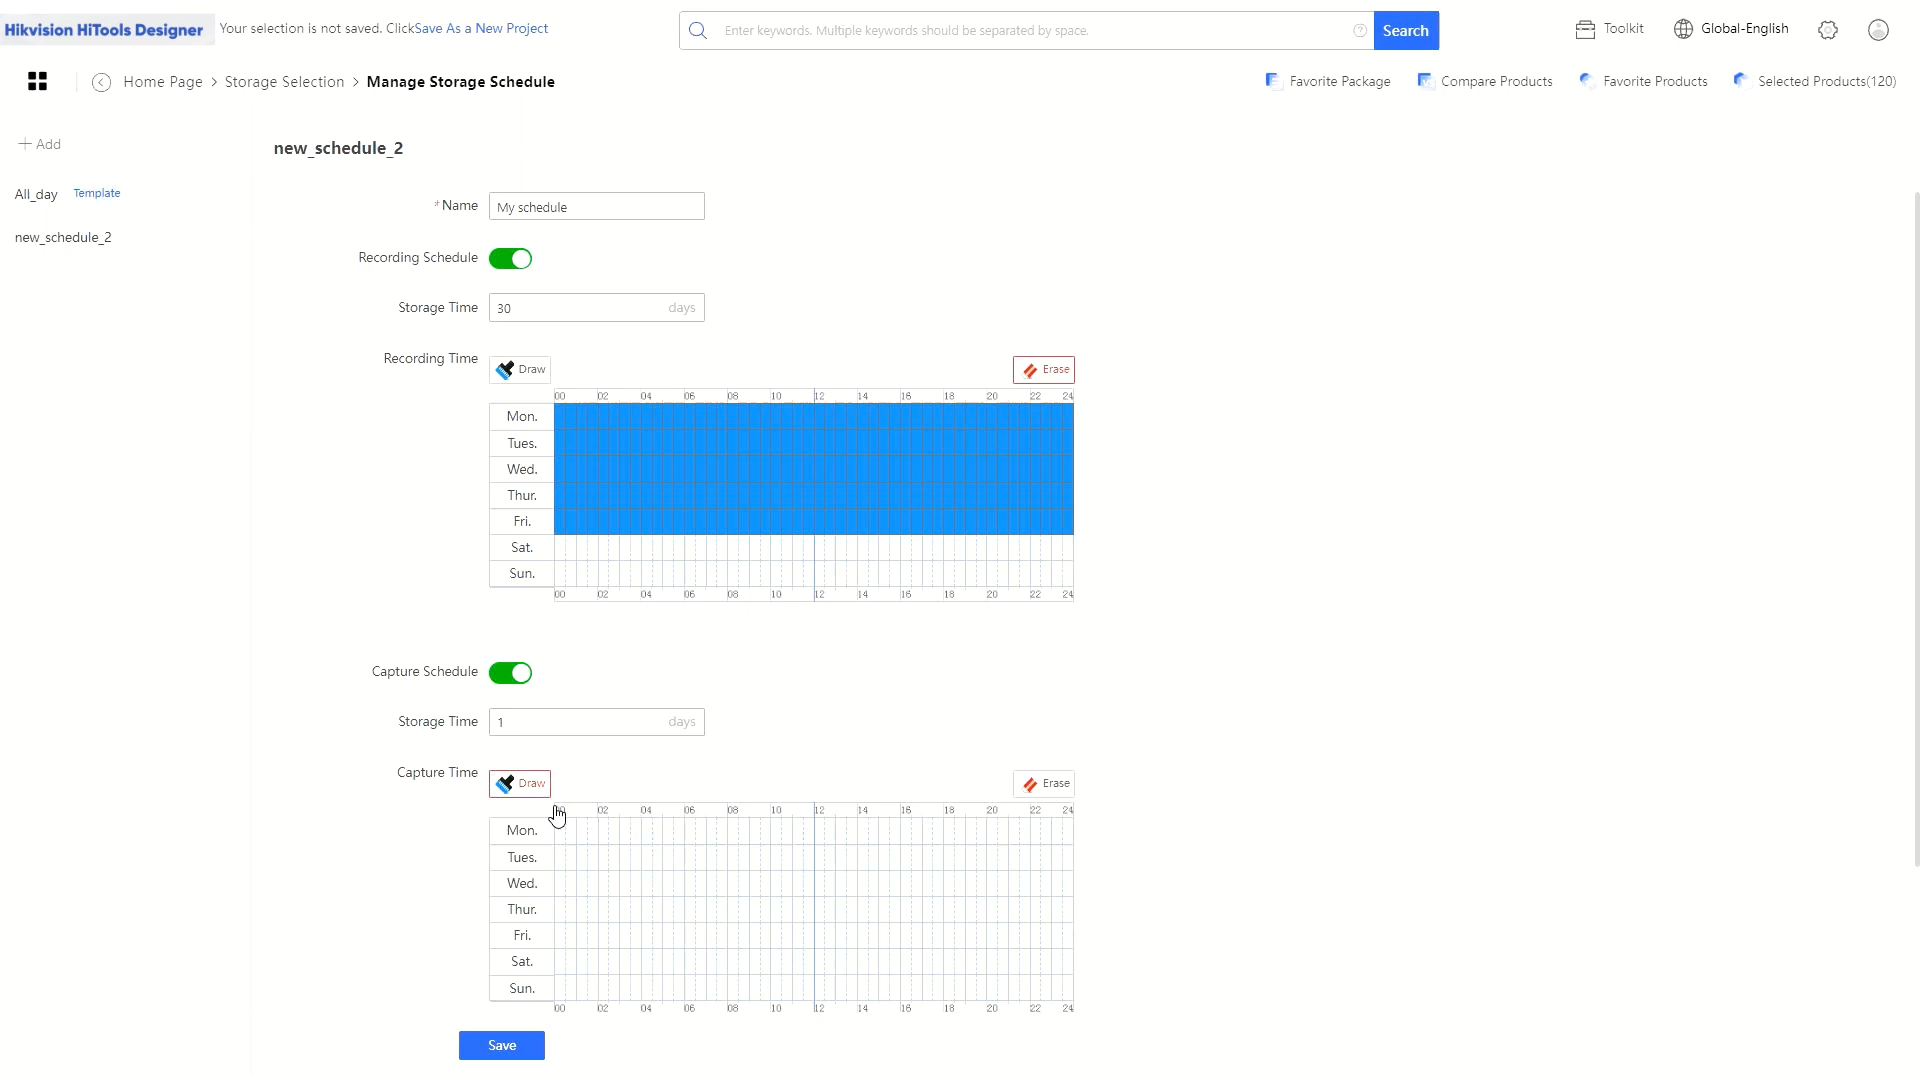 Hikvision HiTools Designer Your selection is not saved. ClickSave As a New Project Enter keywords. Multiple keywords should be separated by space. Search Toolkit Global-English
Home Page > Storage Selection > Manage Storage Schedule Favorite Package Compare Products Favorite Products Selected Products(120)
+ Add
All_day Template
new_schedule_2
new_schedule_2
* Name My schedule
Recording Schedule
Storage Time 30 days
Recording Time Draw Erase
00 02 04 06 08 10 12 14 16 18 20 22 24
Mon.
Tues.
Wed.
Thur.
Fri.
Sat.
Sun.
00 02 04 06 08 10 12 14 16 18 20 22 24
Capture Schedule
Storage Time 1 days
Capture Time Draw Erase
02 04 06 08 10 12 14 16 18 20 22 24
Mon.
Tues.
Wed.
Thur.
Fri.
Sat.
Sun.
00 02 04 06 08 10 12 14 16 18 20 22 24
Save